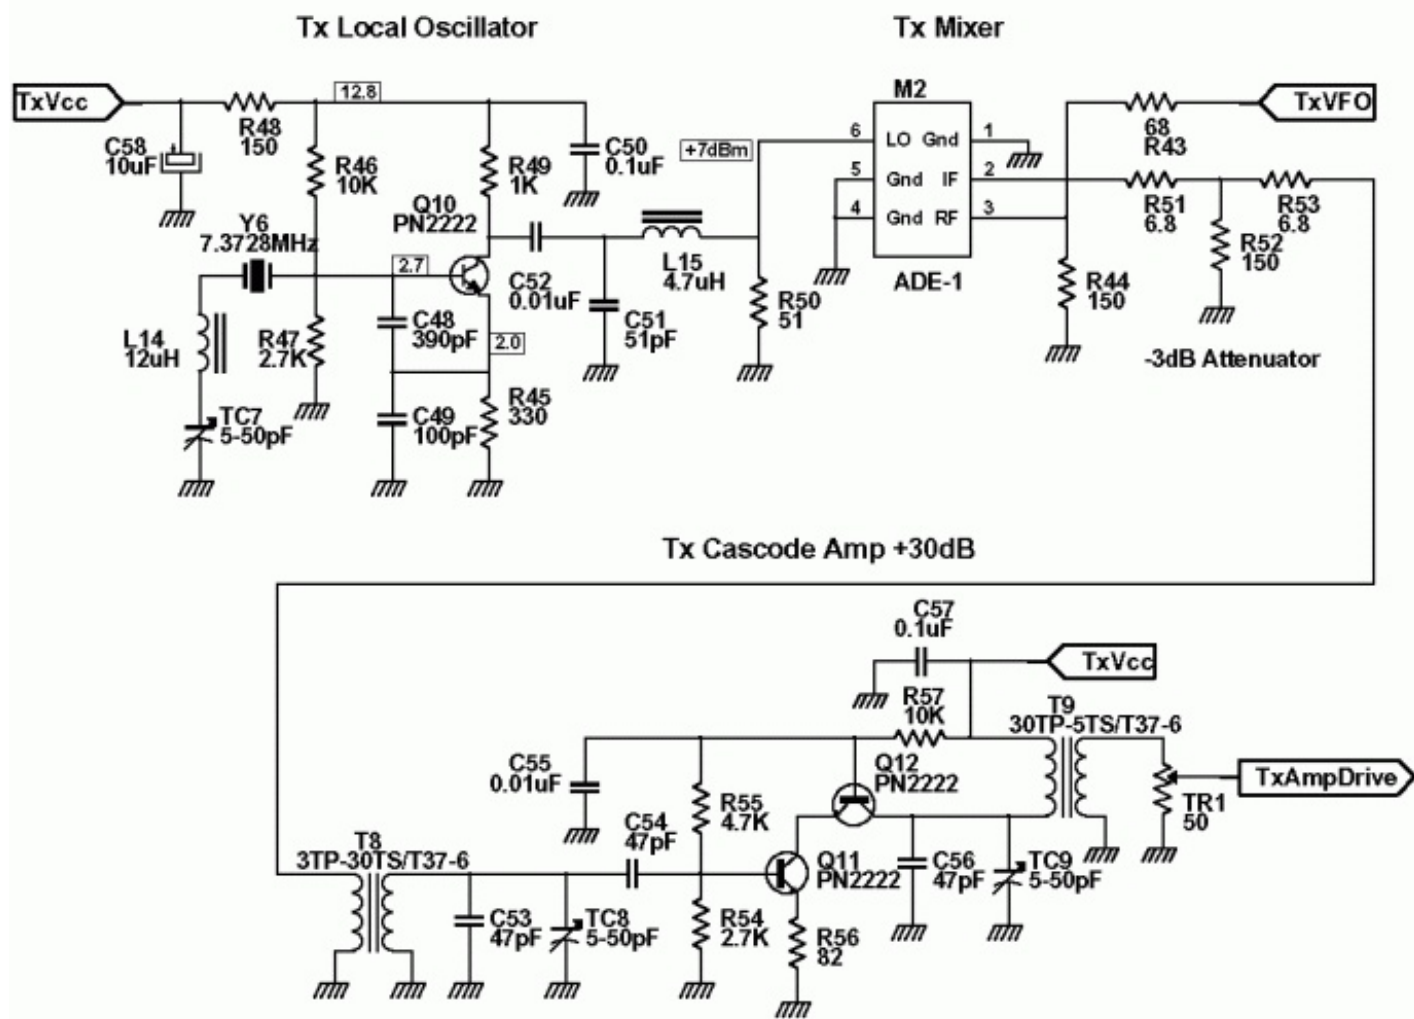 Tx Local Oscillator
Tx Mixer
TxVcc
12.8
R48
150
C58
10uF
R46
10K
R49
1K
C50
0.1uF
+7dBm
M2
6
LO
Gnd
1
5
Gnd
IF
2
4
Gnd
RF
3
ADE-1
68
R43
TxVFO
R51
6.8
R53
6.8
R52
150
R44
150
-3dB Attenuator
Q10
PN2222
Y6
7.3728MHz
2.7
C52
0.01uF
L15
4.7uH
R50
51
C51
51pF
L14
12uH
R47
2.7K
C48
390pF
2.0
TC7
5-50pF
C49
100pF
R45
330
Tx Cascode Amp +30dB
C57
0.1uF
TxVcc
R57
10K
T9
30TP-5TS/T37-6
C55
0.01uF
Q12
PN2222
TxAmpDrive
TR1
50
R55
4.7K
C54
47pF
T8
3TP-30TS/T37-6
Q11
PN2222
C56
47pF
TC9
5-50pF
C53
47pF
TC8
5-50pF
R54
2.7K
R56
82